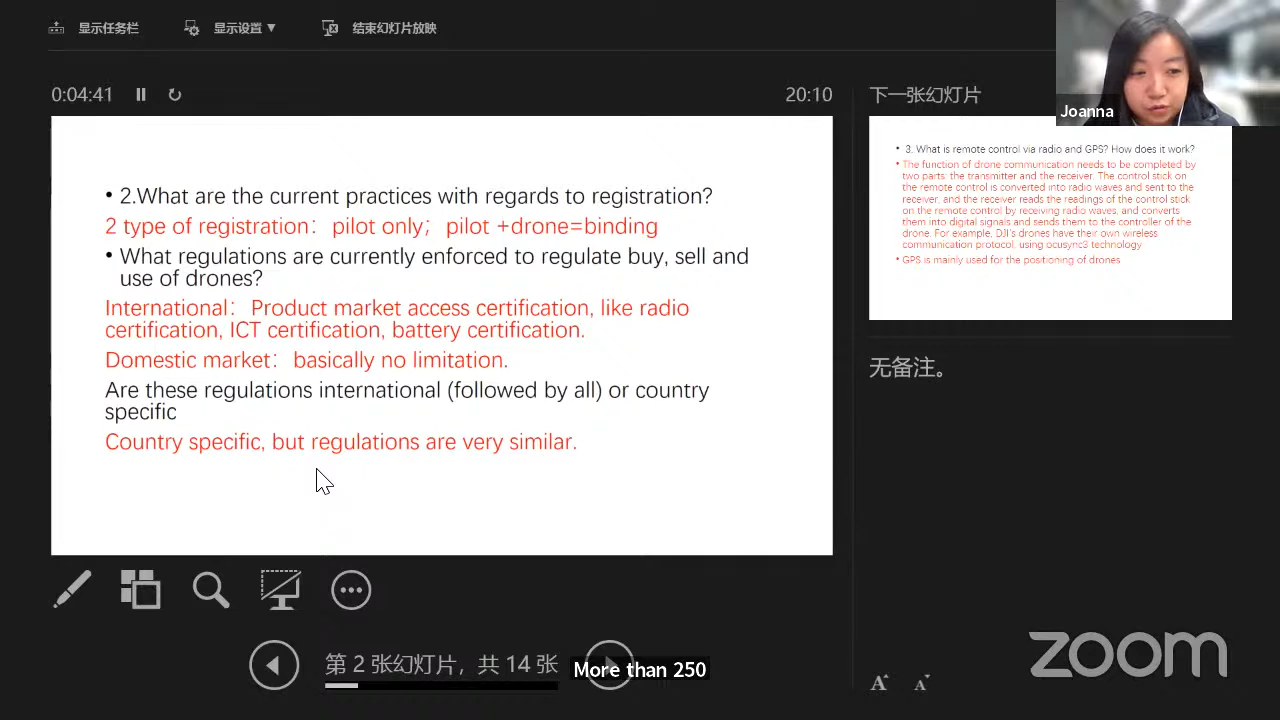 显示任务栏
显示设置 ▼
结束幻灯片放映
Joanna
0:04:41
20:10
下一张幻灯片
• 2.What are the current practices with regards to registration?
2 type of registration：pilot only；pilot +drone=binding
• What regulations are currently enforced to regulate buy, sell and
use of drones?
International：Product market access certification, like radio
certification, ICT certification, battery certification.
Domestic market：basically no limitation.
Are these regulations international (followed by all) or country
specific
Country specific, but regulations are very similar.
• 3. What is remote control via radio and GPS? How does it work?
• The function of drone communication needs to be completed by
two parts: the transmitter and the receiver. The control stick on
the remote control is converted into radio waves and sent to the
receiver, and the receiver reads the readings of the control stick
on the remote control by receiving radio waves, and converts
them into digital signals and sends them to the controller of the
drone. For example, DJI's drones have their own wireless
communication protocol, using ocusync3 technology
• GPS is mainly used for the positioning of drones
无备注。
第 2 张幻灯片，共 14 张
More than 250
A A
zoom